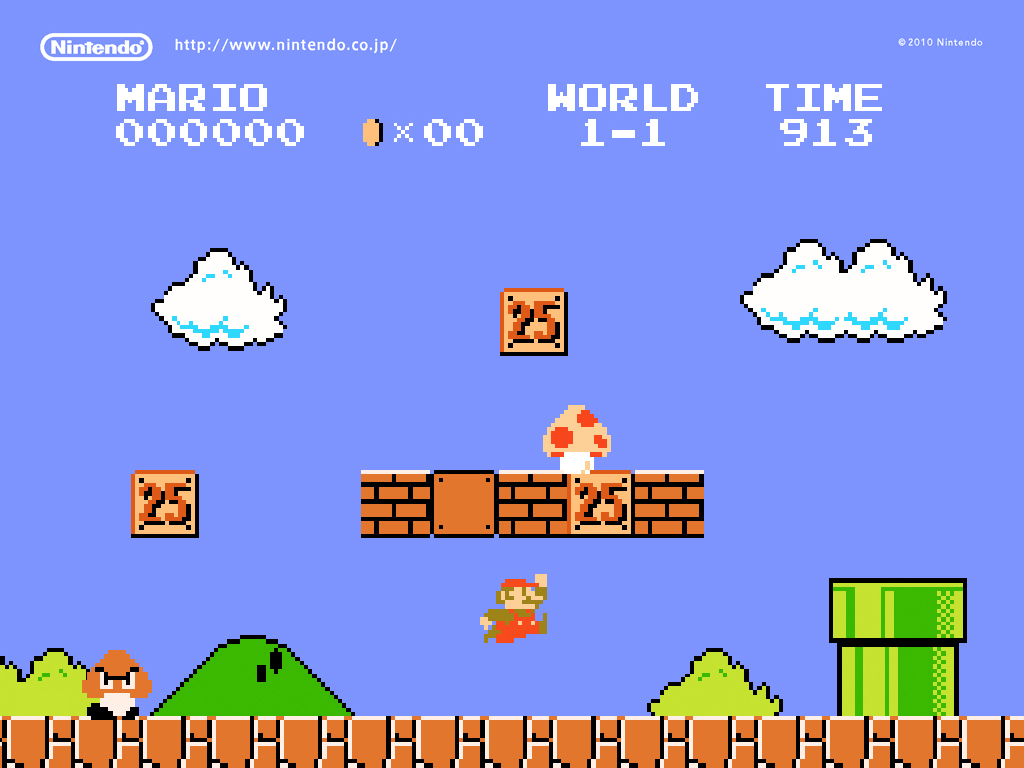 Nintendo®
http://www.nintendo.co.jp/
©2010 Nintendo
MARIO WORLD TIME
000000 ×00 1-1 913
25
25
25